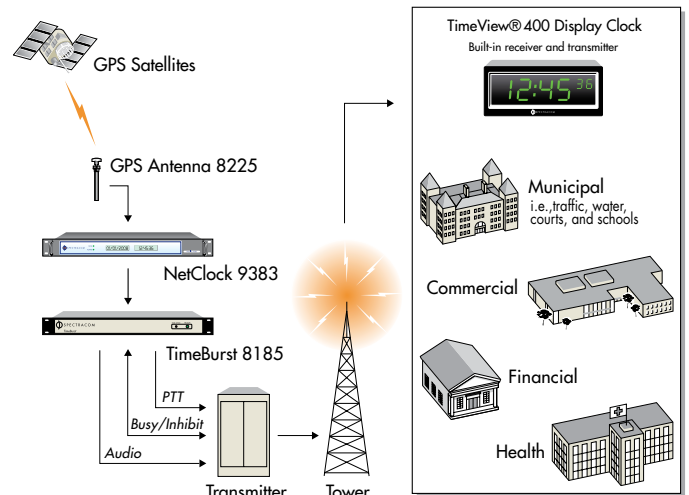 TimeView® 400 Display Clock
Built-in receiver and transmitter
12:45 36
GPS Satellites
GPS Antenna 8225
NetClock 9383
SPECTRACOM
TimeBurst 8185
PTT
Busy/Inhibit
Audio
Transmitter
Tower
Municipal
i.e.,traffic, water,
courts, and schools
Commercial
Financial
Health